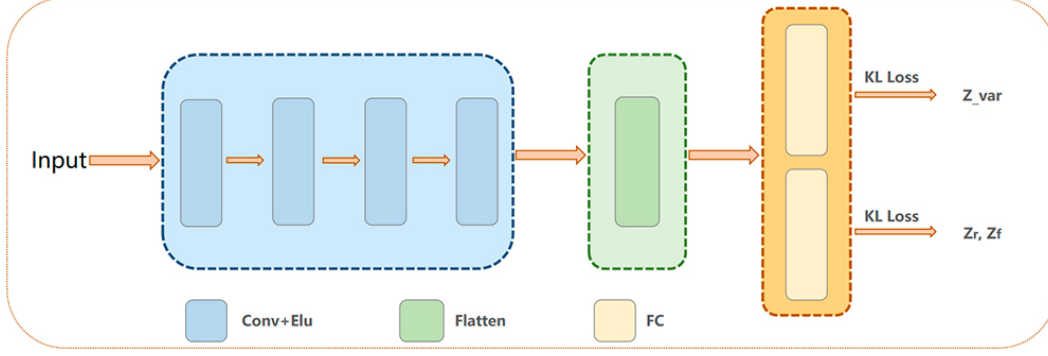 Input
KL Loss
Z_var
KL Loss
Zr, Zf
Conv+Elu
Flatten
FC